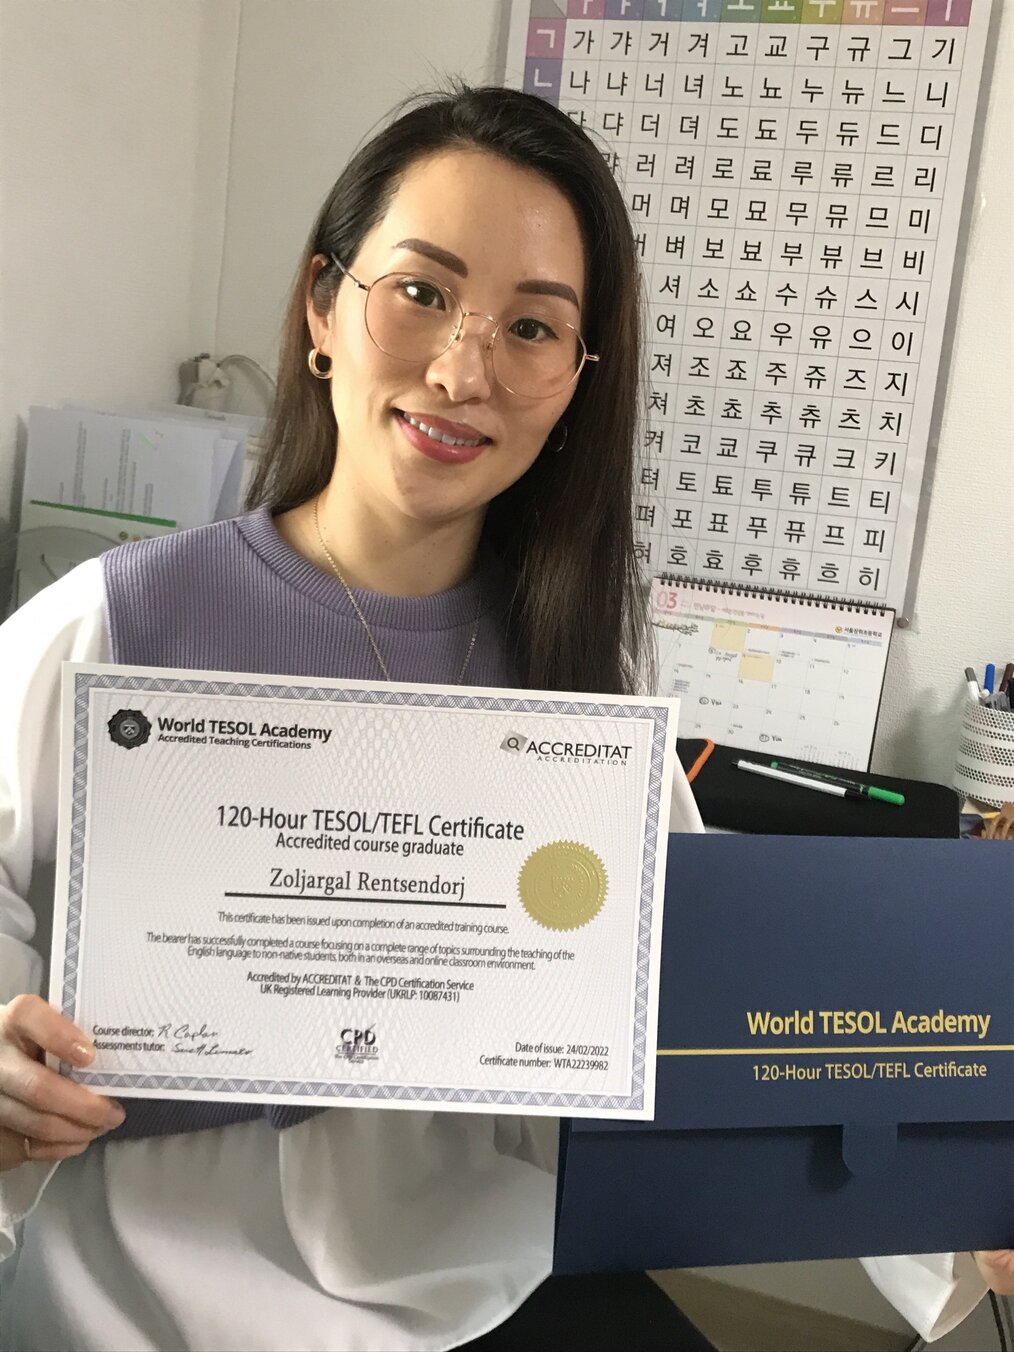 ㄱ 가 갸 거 겨 고 교 구 규 그 기
ㄴ 나 냐 너 녀 노 뇨 누 뉴 느 니
다 댜 더 뎌 도 됴 두 듀 드 디
랴 러 려 로 료 루 류 르 리
머 며 모 묘 무 뮤 므 미
벼 보 뵤 부 뷰 브 비
셔 소 쇼 수 슈 스 시
여 오 요 우 유 으 이
져 조 죠 주 쥬 즈 지
쳐 초 쵸 추 츄 츠 치
켜 코 쿄 쿠 큐 크 키
텨 토 툐 투 튜 트 티
펴 포 표 푸 퓨 프 피
혀 호 효 후 휴 흐 히
03
World TESOL Academy
Accredited Teaching Certifications
ACCREDITAT
ACCREDITATION
120-Hour TESOL/TEFL Certificate
Accredited course graduate
Zoljargal Rentsendorj
This certificate has been issued upon completion of an accredited training course.
The bearer has successfully completed a course focusing on a complete range of topics surrounding the teaching of the
English language to non-native students, both in an overseas and online classroom environment.
Accredited by ACCREDITAT & The CPD Certification Service
UK Registered Learning Provider (UKRLP: 10087431)
Course director: R Caplan
Assessments tutor:
CPD
CERTIFIED
Date of issue: 24/02/2022
Certificate number: WTA22239982
World TESOL Academy
120-Hour TESOL/TEFL Certificate